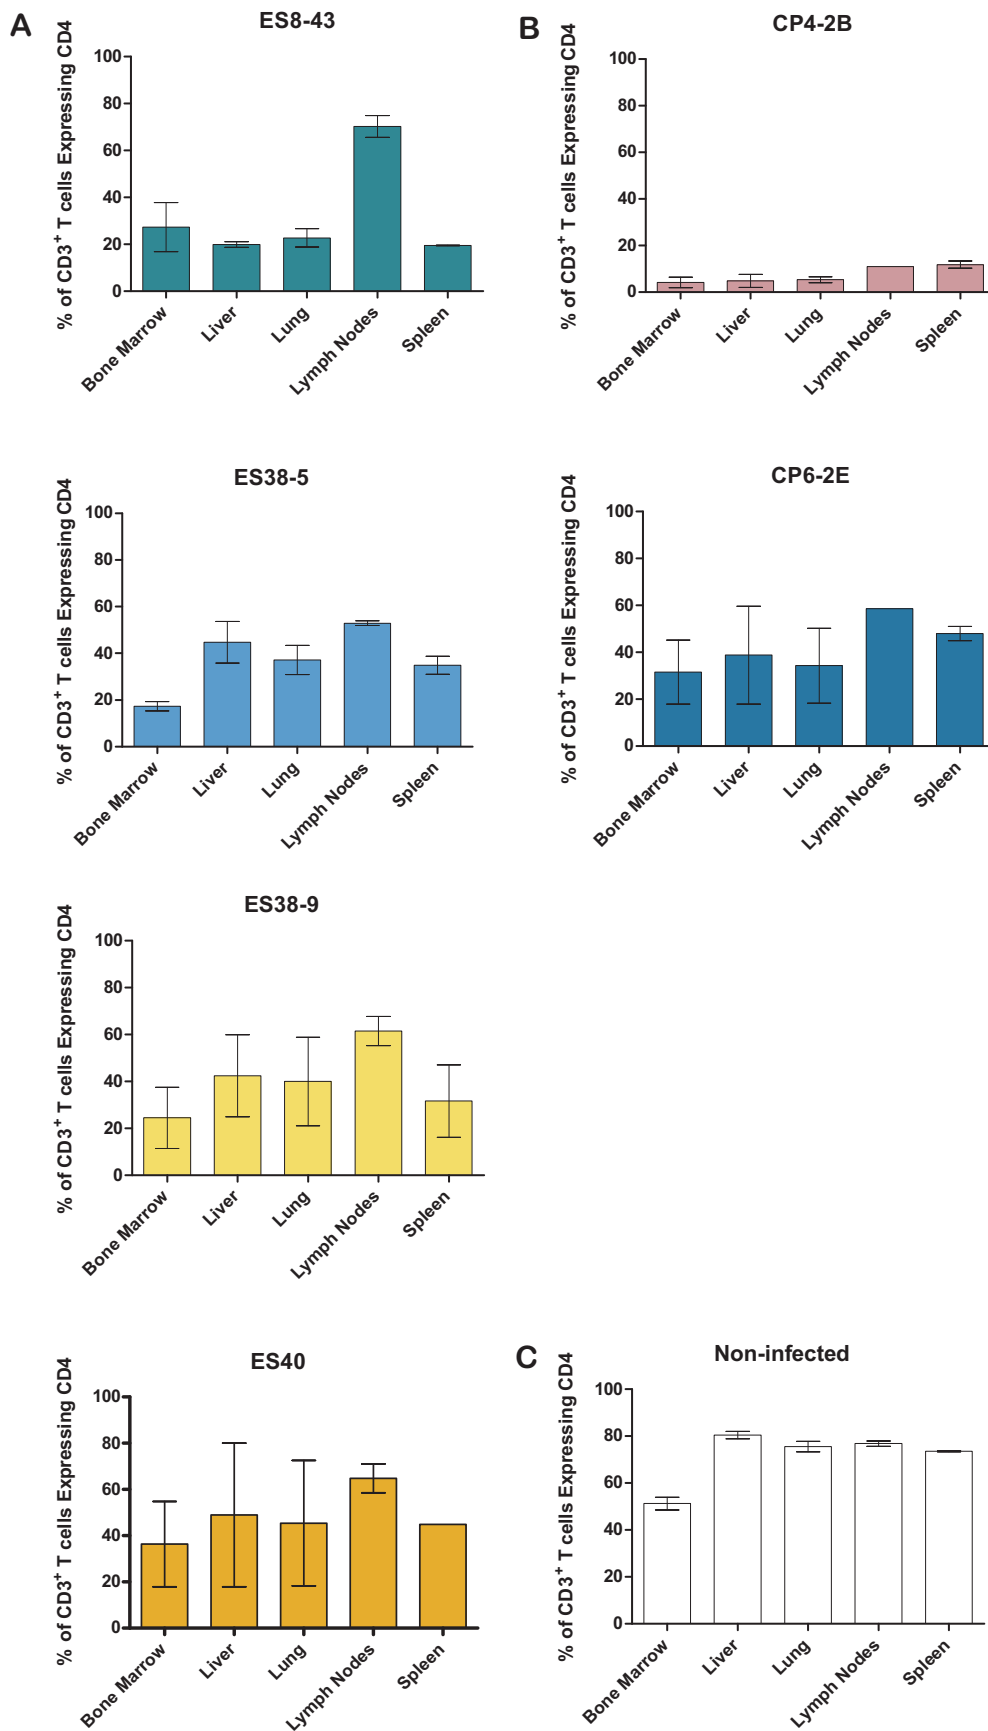 A
ES8-43
% of CD3+ T cells Expressing CD4
100
80
60
40
20
0
Bone Marrow
Liver
Lung
Lymph Nodes
Spleen
B
CP4-2B
% of CD3+ T cells Expressing CD4
100
80
60
40
20
0
Bone Marrow
Liver
Lung
Lymph Nodes
Spleen
ES38-5
% of CD3+ T cells Expressing CD4
100
80
60
40
20
0
Bone Marrow
Liver
Lung
Lymph Nodes
Spleen
CP6-2E
% of CD3+ T cells Expressing CD4
100
80
60
40
20
0
Bone Marrow
Liver
Lung
Lymph Nodes
Spleen
ES38-9
% of CD3+ T cells Expressing CD4
100
80
60
40
20
0
Bone Marrow
Liver
Lung
Lymph Nodes
Spleen
ES40
% of CD3+ T cells Expressing CD4
100
80
60
40
20
0
Bone Marrow
Liver
Lung
Lymph Nodes
Spleen
C
Non-infected
% of CD3+ T cells Expressing CD4
100
80
60
40
20
0
Bone Marrow
Liver
Lung
Lymph Nodes
Spleen